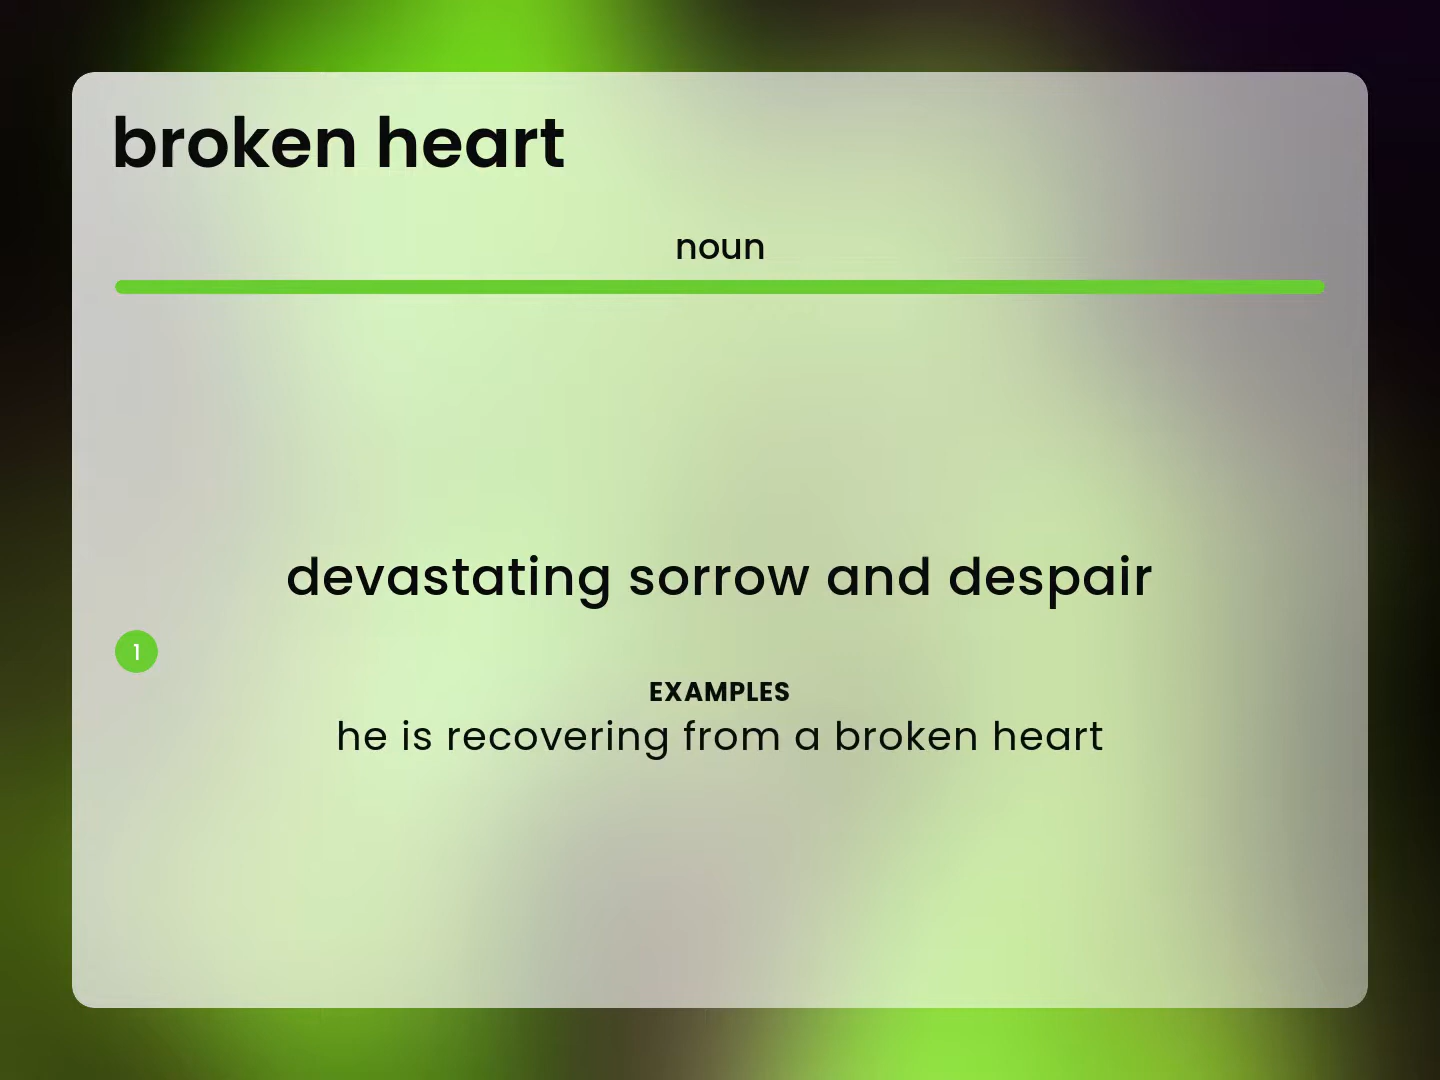 broken heart
noun
devastating sorrow and despair
1
EXAMPLES
he is recovering from a broken heart